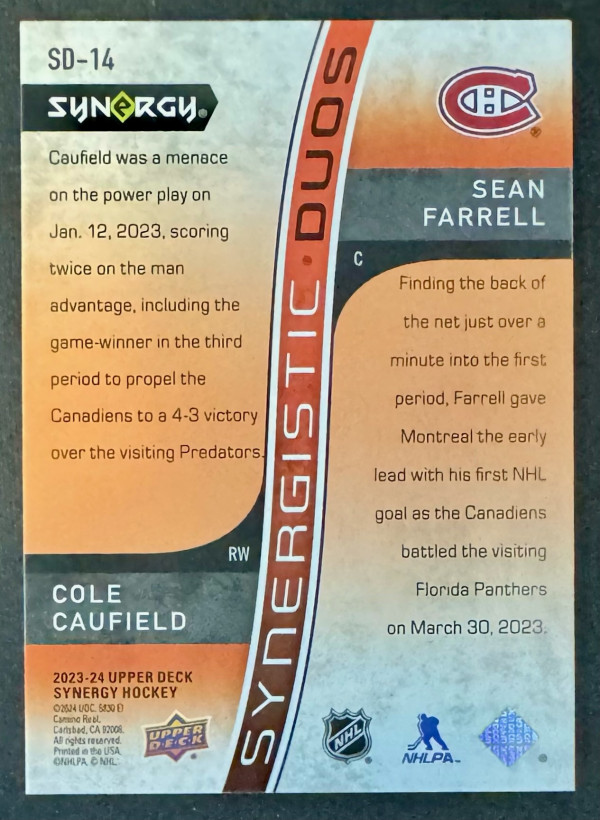 SD-14
SYNERGY
Caufield was a menace
on the power play on
Jan. 12, 2023, scoring
twice on the man
advantage, including the
game-winner in the third
period to propel the
Canadiens to a 4-3 victory
over the visiting Predators.
RW
COLE
CAUFIELD
2023-24 UPPER DECK
SYNERGY HOCKEY
©2024 UDC, 5830 El
Camino Real,
Carlsbad, CA 92008.
All rights reserved.
Printed in the USA.
©NHLPA. © NHL.
UPPER
DECK
SYNERGISTIC · DUOS
SEAN
FARRELL
C
Finding the back of
the net just over a
minute into the first
period, Farrell gave
Montreal the early
lead with his first NHL
goal as the Canadiens
battled the visiting
Florida Panthers
on March 30, 2023.
NHL
NHLPA